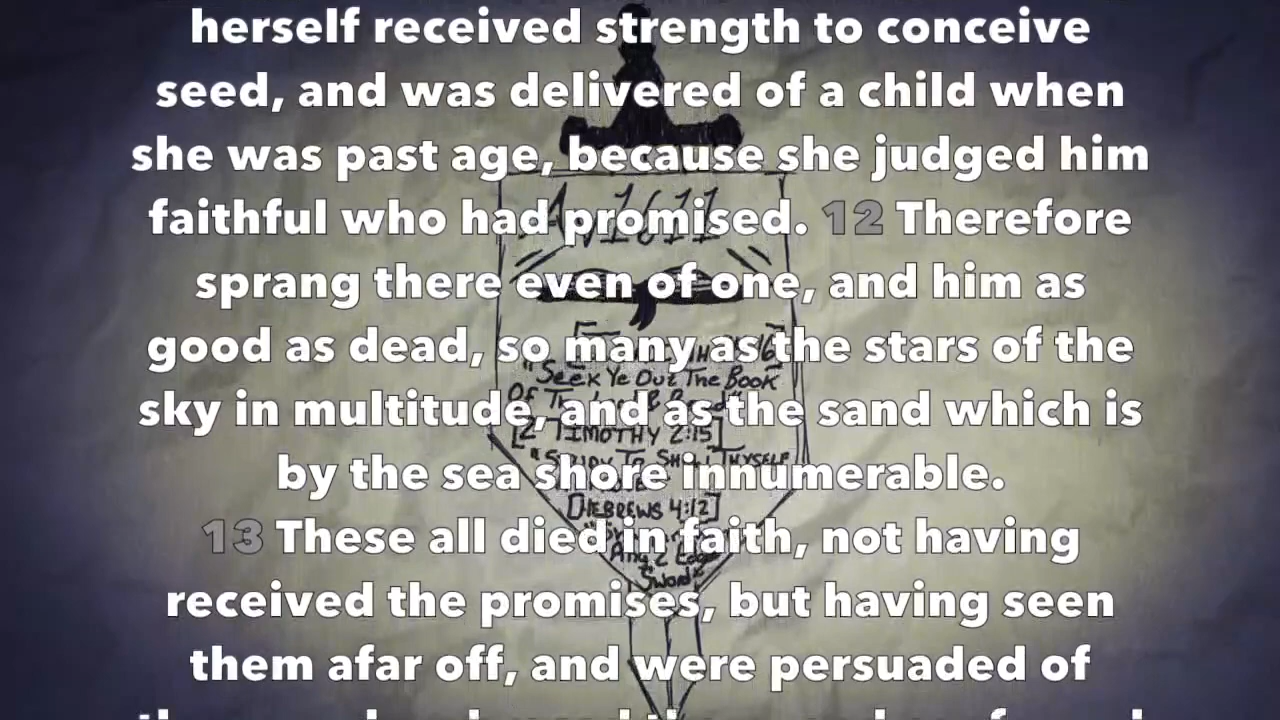 herself received strength to conceive
seed, and was delivered of a child when
she was past age, because she judged him
faithful who had promised. 12 Therefore
sprang there even of one, and him as
good as dead, so many as the stars of the
sky in multitude, and as the sand which is
by the sea shore innumerable.
13 These all died in faith, not having
received the promises, but having seen
them afar off, and were persuaded of
1611
"Seek Ye Out The Book
[2 TIMOTHY 2:15]
THYSELF
[HEBREWS 4:12]
Sword"